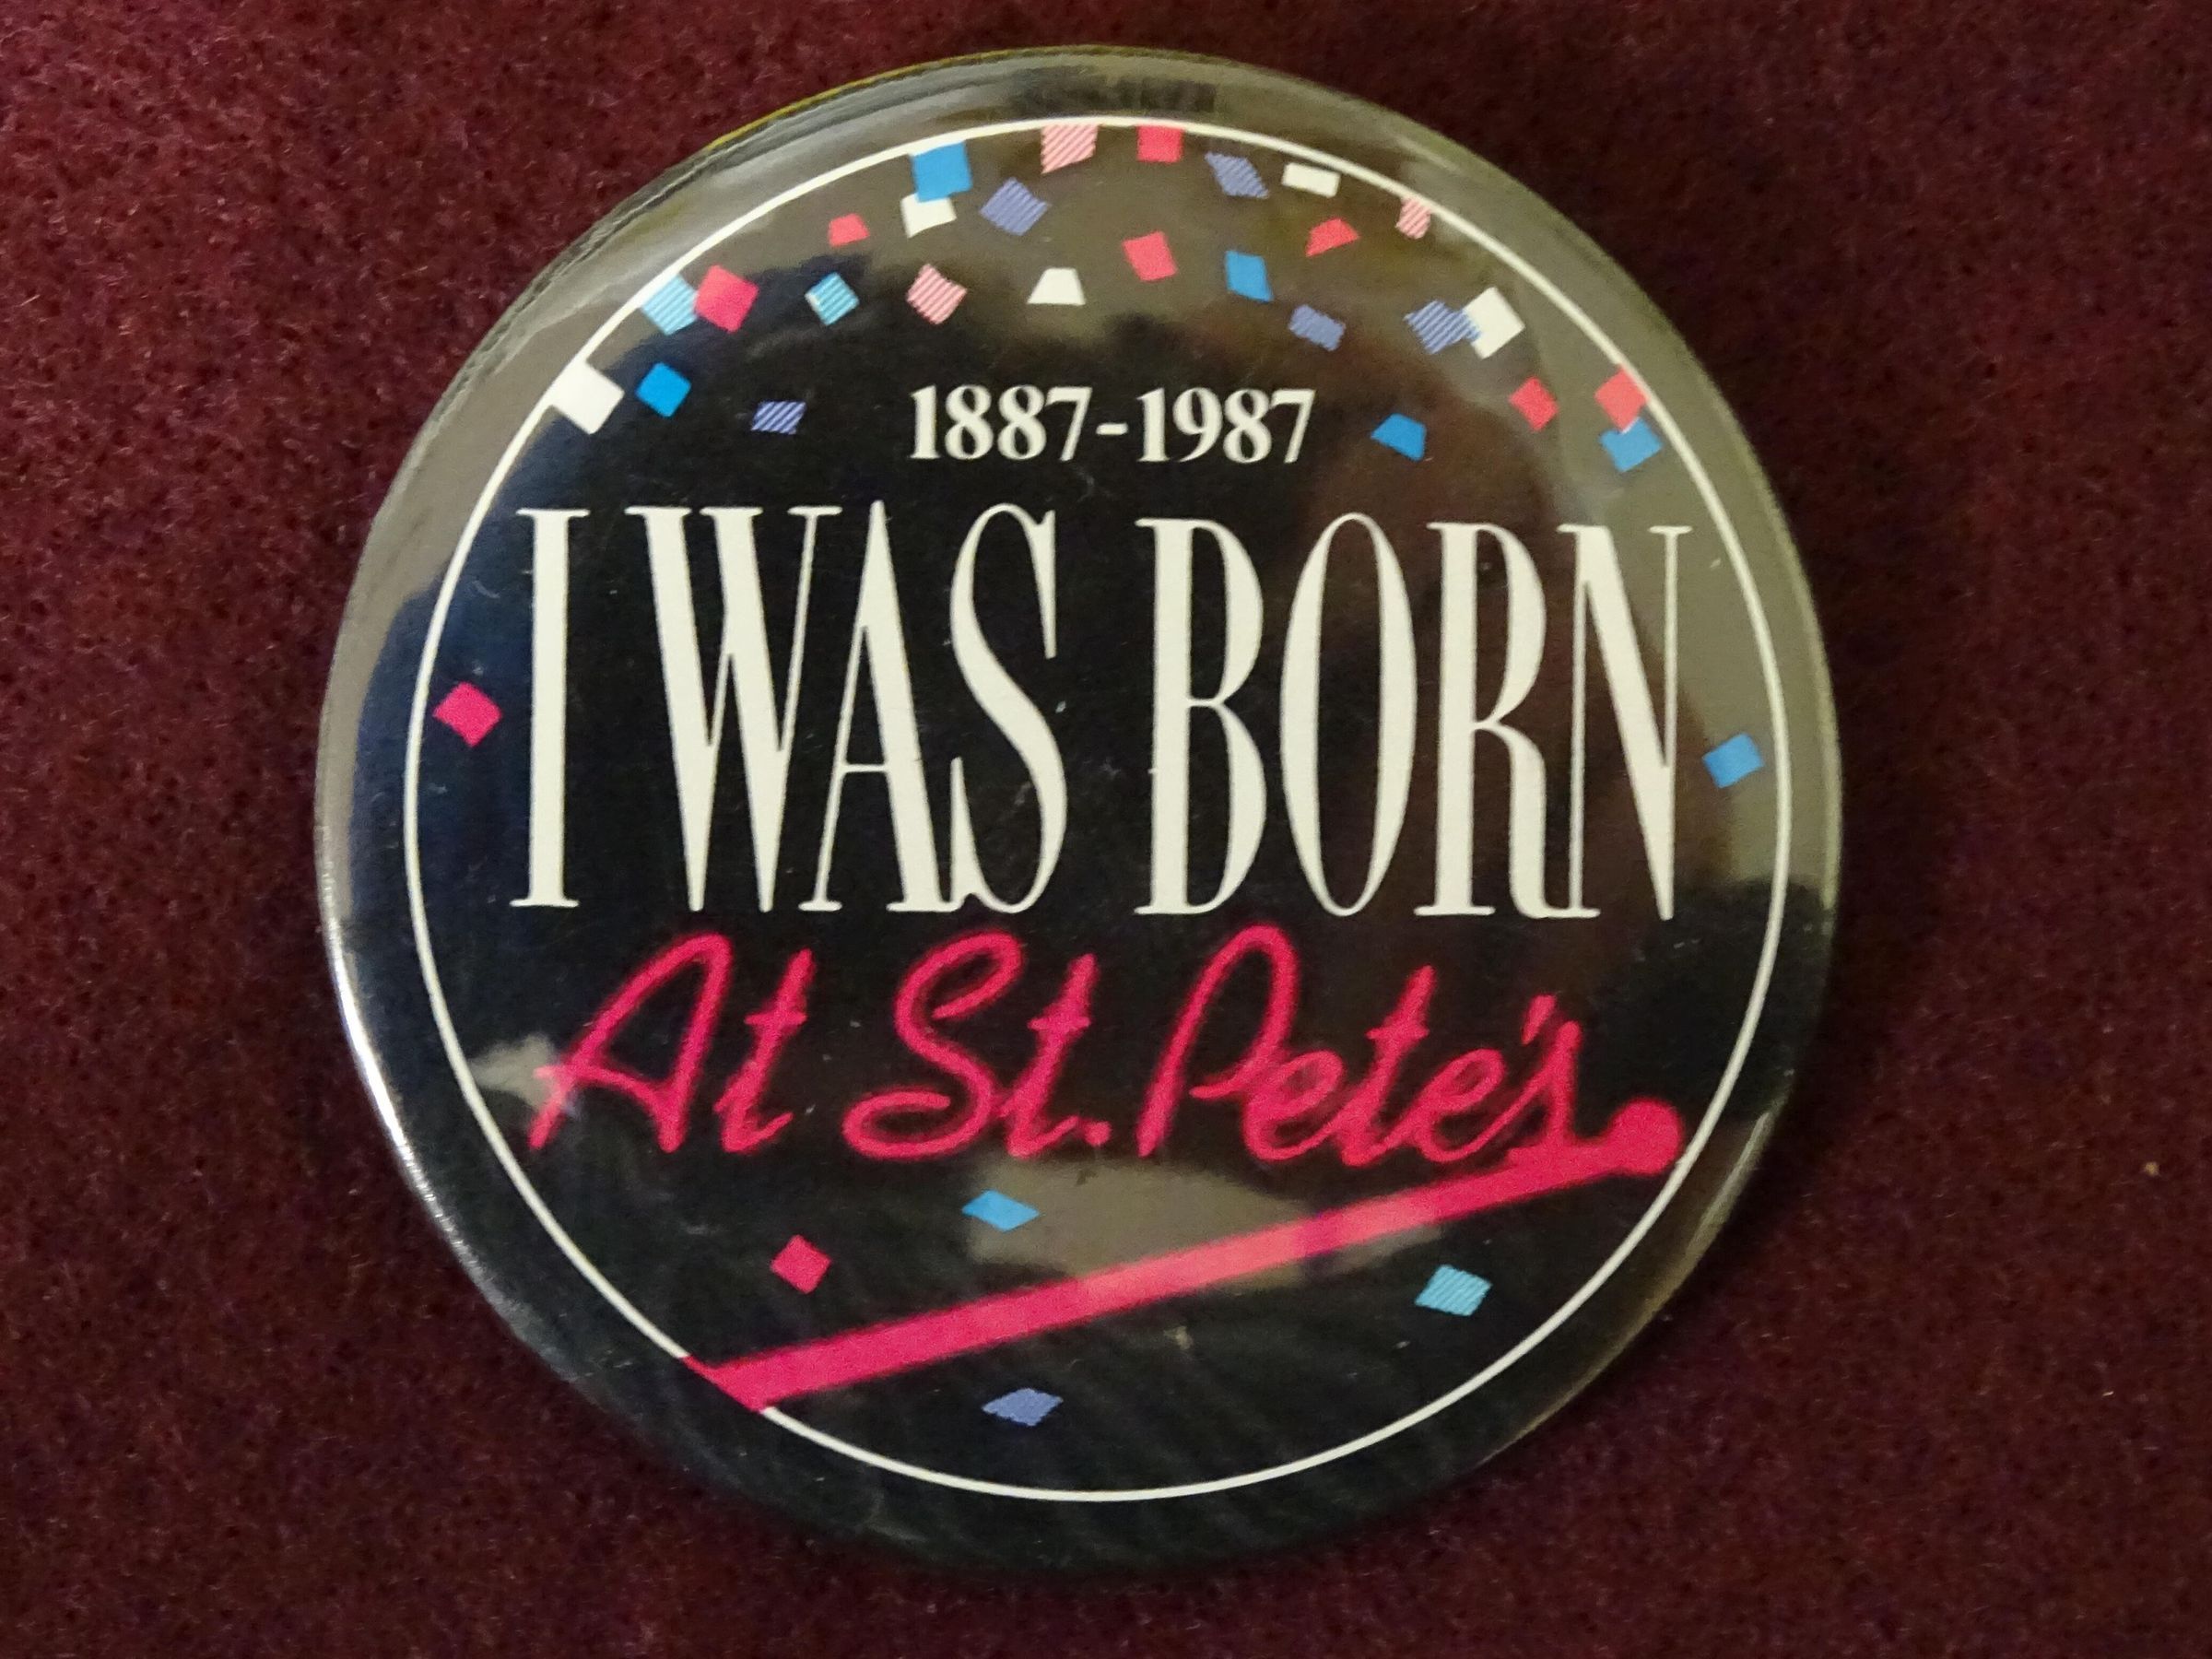 1887-1987
I WAS BORN
At St. Pete's